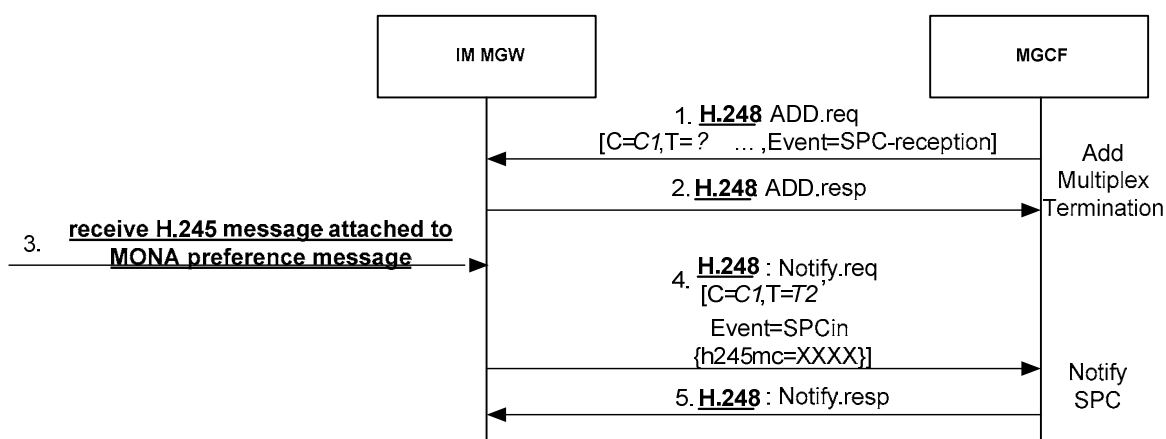 IM MGW
MGCF
1. H.248: ADD.req
[C=C1,T=? ... ,Event=SPC-reception]
Add
Multiplex
Termination
2. H.248: ADD.resp
3.
receive H.245 message attached to
MONA preference message
4. H.248 : Notify.req
[C=C1,T=T2,
Event=SPCin
{h245mc=XXXX}]
Notify
SPC
5. H.248 : Notify.resp